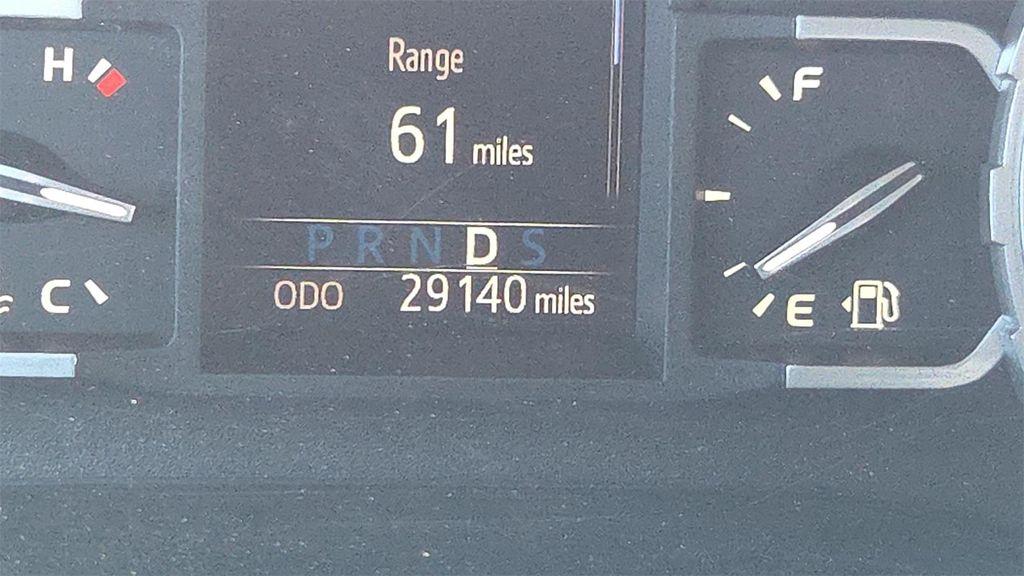 H
Range
F
61 miles
P R N D S
C
ODO 29140 miles
E